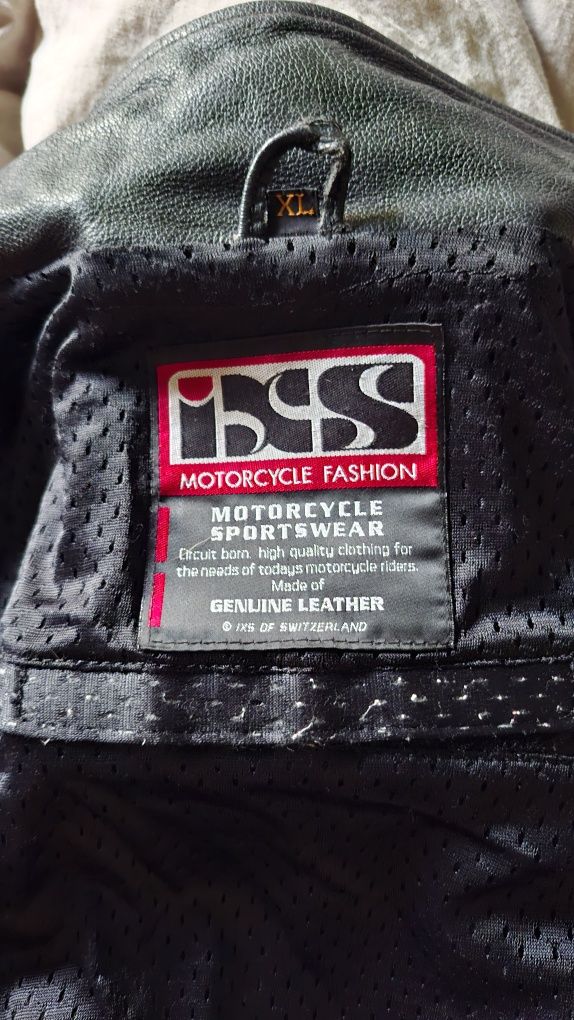 XL
iXS
MOTORCYCLE FASHION
MOTORCYCLE
SPORTSWEAR
Circuit born, high quality clothing for
the needs of todays motorcycle riders.
Made of
GENUINE LEATHER
© IXS OF SWITZERLAND